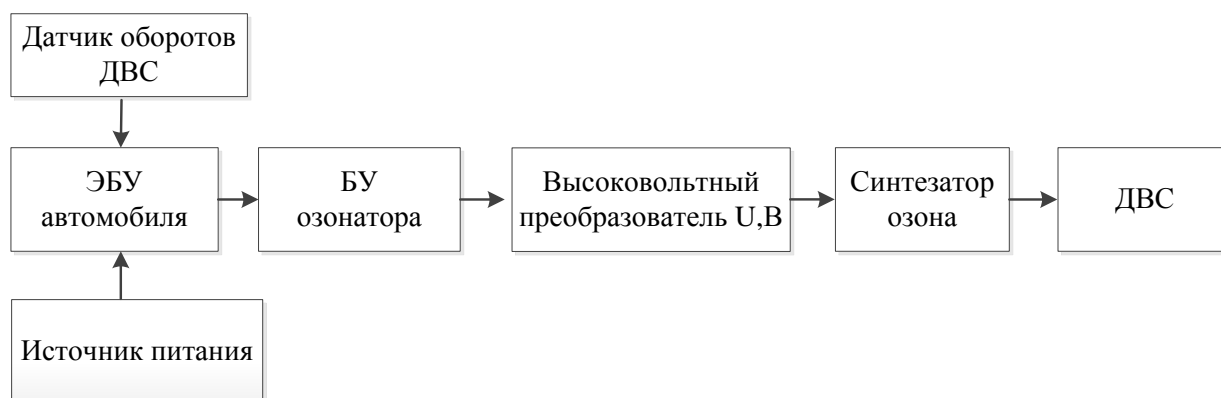 Датчик оборотов
ДВС
ЭБУ
автомобиля
БУ
озонатора
Высоковольтный
преобразователь U,В
Синтезатор
озона
ДВС
Источник питания